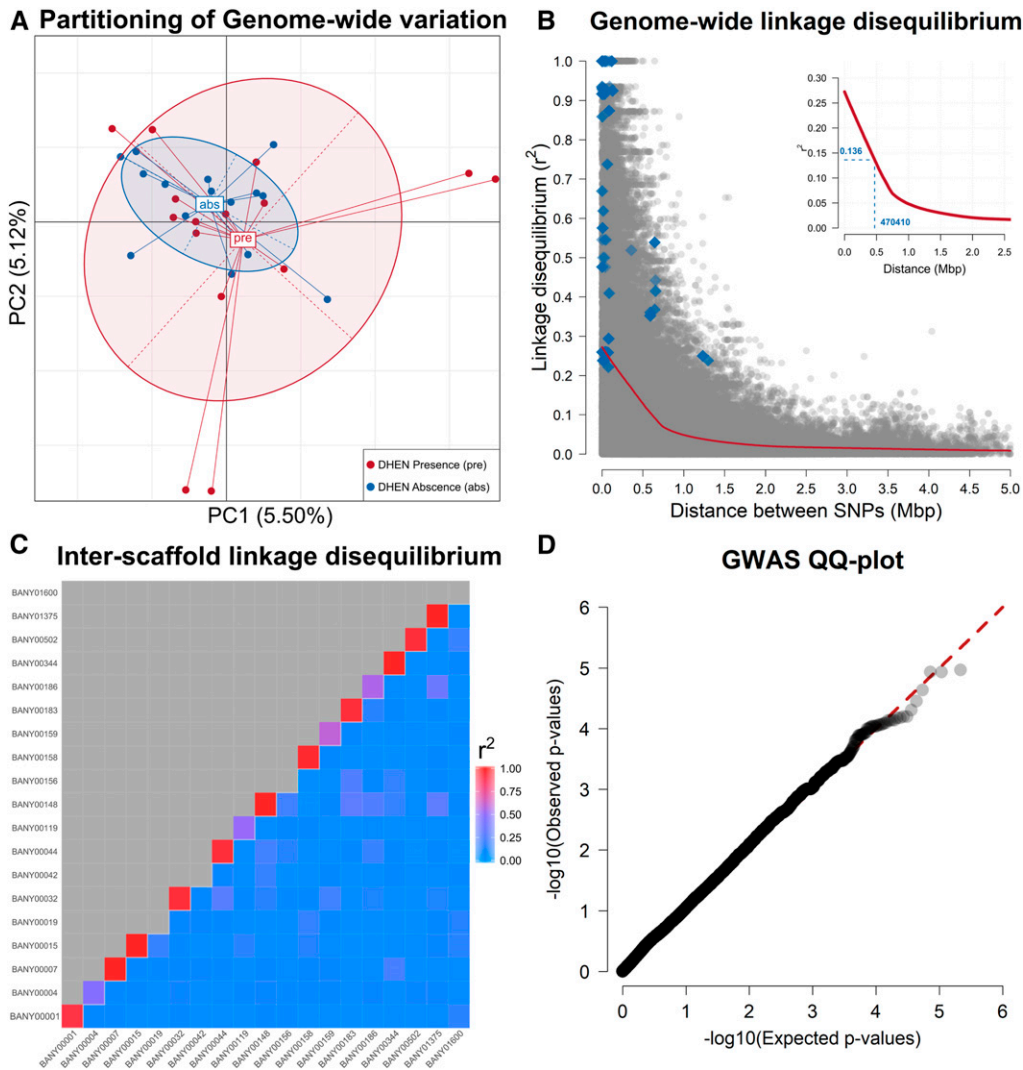 A Partitioning of Genome-wide variation
PC2 (5.12%)
abs
pre
DHEN Presence (pre)
DHEN Abscence (abs)
PC1 (5.50%)
B Genome-wide linkage disequilibrium
Linkage disequilibrium (r2)
1.0
0.9
0.8
0.7
0.6
0.5
0.4
0.3
0.2
0.1
0.0
0.0 0.5 1.0 1.5 2.0 2.5 3.0 3.5 4.0 4.5 5.0
Distance between SNPs (Mbp)
r2
0.30
0.25
0.20
0.15
0.10
0.05
0.00
0.136
470410
0.0 0.5 1.0 1.5 2.0 2.5
Distance (Mbp)
C Inter-scaffold linkage disequilibrium
BANY01600
BANY01375
BANY00502
BANY00344
BANY00186
BANY00183
BANY00159
BANY00158
BANY00156
BANY00148
BANY00119
BANY00044
BANY00042
BANY00032
BANY00019
BANY00015
BANY00007
BANY00004
BANY00001
BANY00001 BANY00004 BANY00007 BANY00015 BANY00019 BANY00032 BANY00042 BANY00044 BANY00119 BANY00148 BANY00156 BANY00158 BANY00159 BANY00183 BANY00186 BANY00344 BANY00502 BANY01375 BANY01600
r2
1.00
0.75
0.50
0.25
0.00
D GWAS QQ-plot
-log10(Observed p-values)
6
5
4
3
2
1
0
0 1 2 3 4 5 6
-log10(Expected p-values)